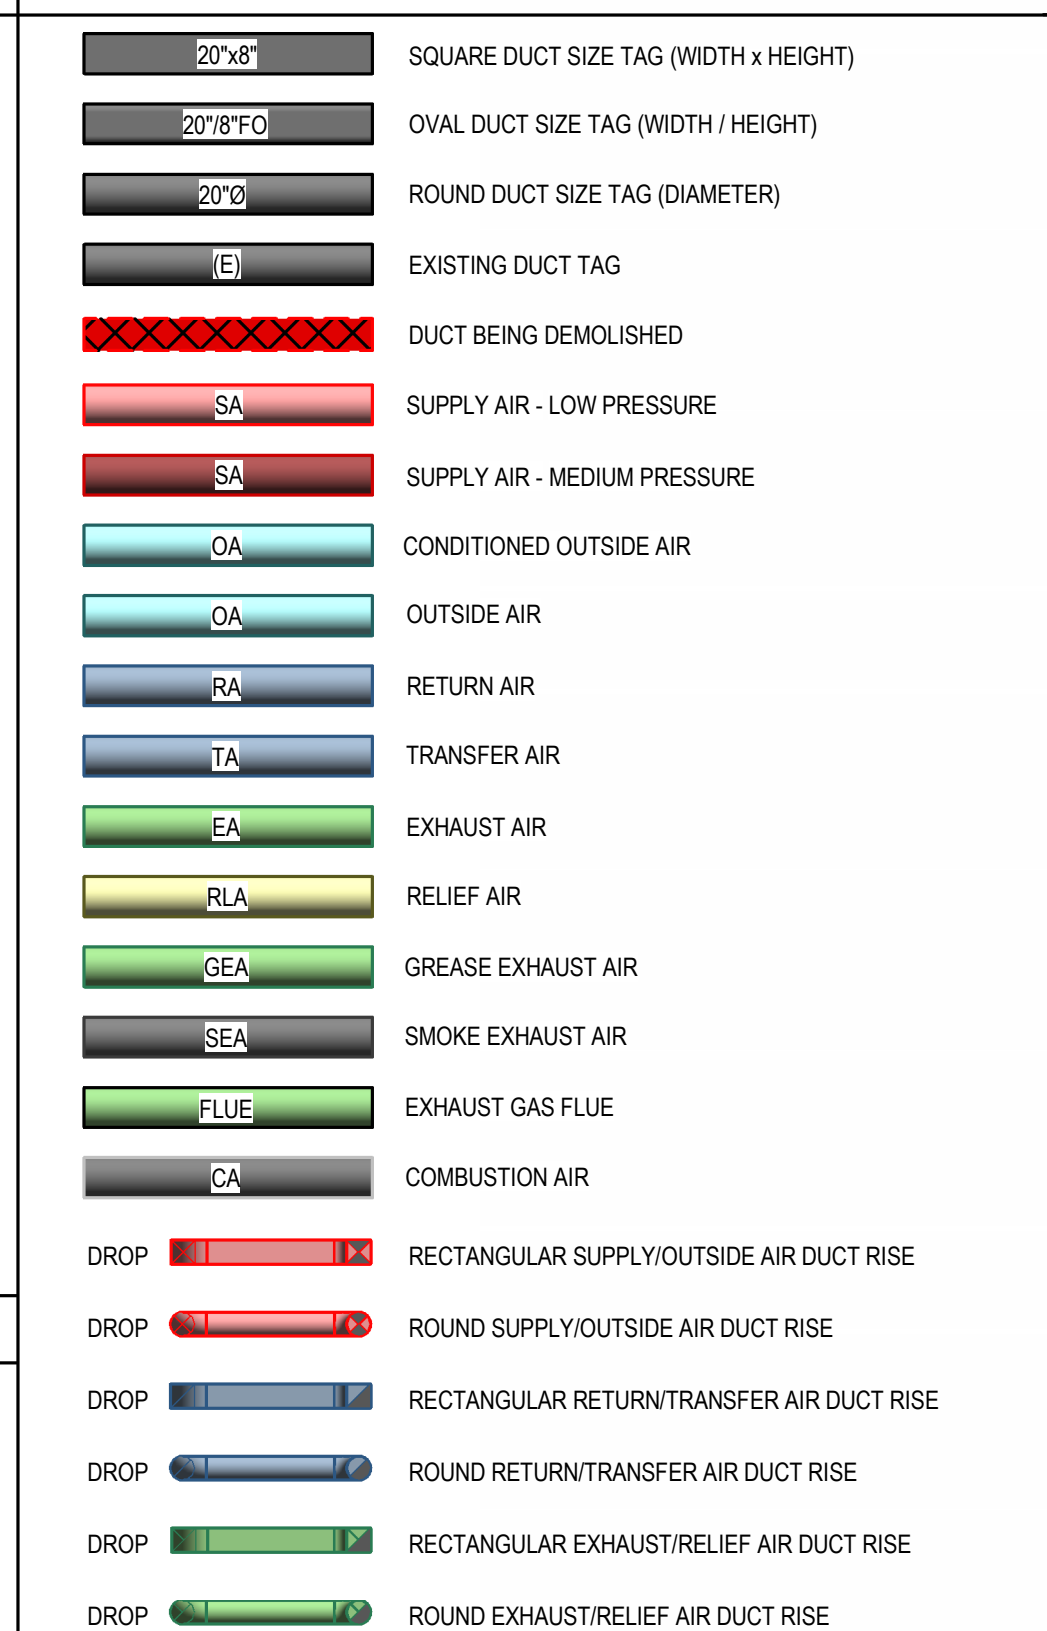 20"x8" SQUARE DUCT SIZE TAG (WIDTH x HEIGHT)
20"/8"FO OVAL DUCT SIZE TAG (WIDTH / HEIGHT)
20"Ø ROUND DUCT SIZE TAG (DIAMETER)
(E) EXISTING DUCT TAG
DUCT BEING DEMOLISHED
SA SUPPLY AIR - LOW PRESSURE
SA SUPPLY AIR - MEDIUM PRESSURE
OA CONDITIONED OUTSIDE AIR
OA OUTSIDE AIR
RA RETURN AIR
TA TRANSFER AIR
EA EXHAUST AIR
RLA RELIEF AIR
GEA GREASE EXHAUST AIR
SEA SMOKE EXHAUST AIR
FLUE EXHAUST GAS FLUE
CA COMBUSTION AIR
DROP RECTANGULAR SUPPLY/OUTSIDE AIR DUCT RISE
DROP ROUND SUPPLY/OUTSIDE AIR DUCT RISE
DROP RECTANGULAR RETURN/TRANSFER AIR DUCT RISE
DROP ROUND RETURN/TRANSFER AIR DUCT RISE
DROP RECTANGULAR EXHAUST/RELIEF AIR DUCT RISE
DROP ROUND EXHAUST/RELIEF AIR DUCT RISE